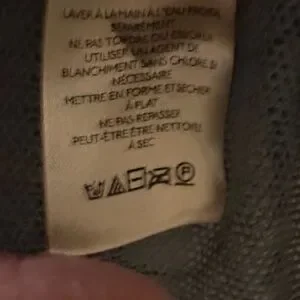 LAVER À LA MAIN À L'EAU FROIDE
SÉPARÉMENT
NE PAS TORDRE OU ESSORER
UTILISER UN AGENT DE
BLANCHIMENT SANS CHLORE SI
NÉCESSAIRE
METTRE EN FORME ET SÉCHER
À PLAT
NE PAS REPASSER
PEUT-ÊTRE ÊTRE NETTOYÉ
À SEC
P